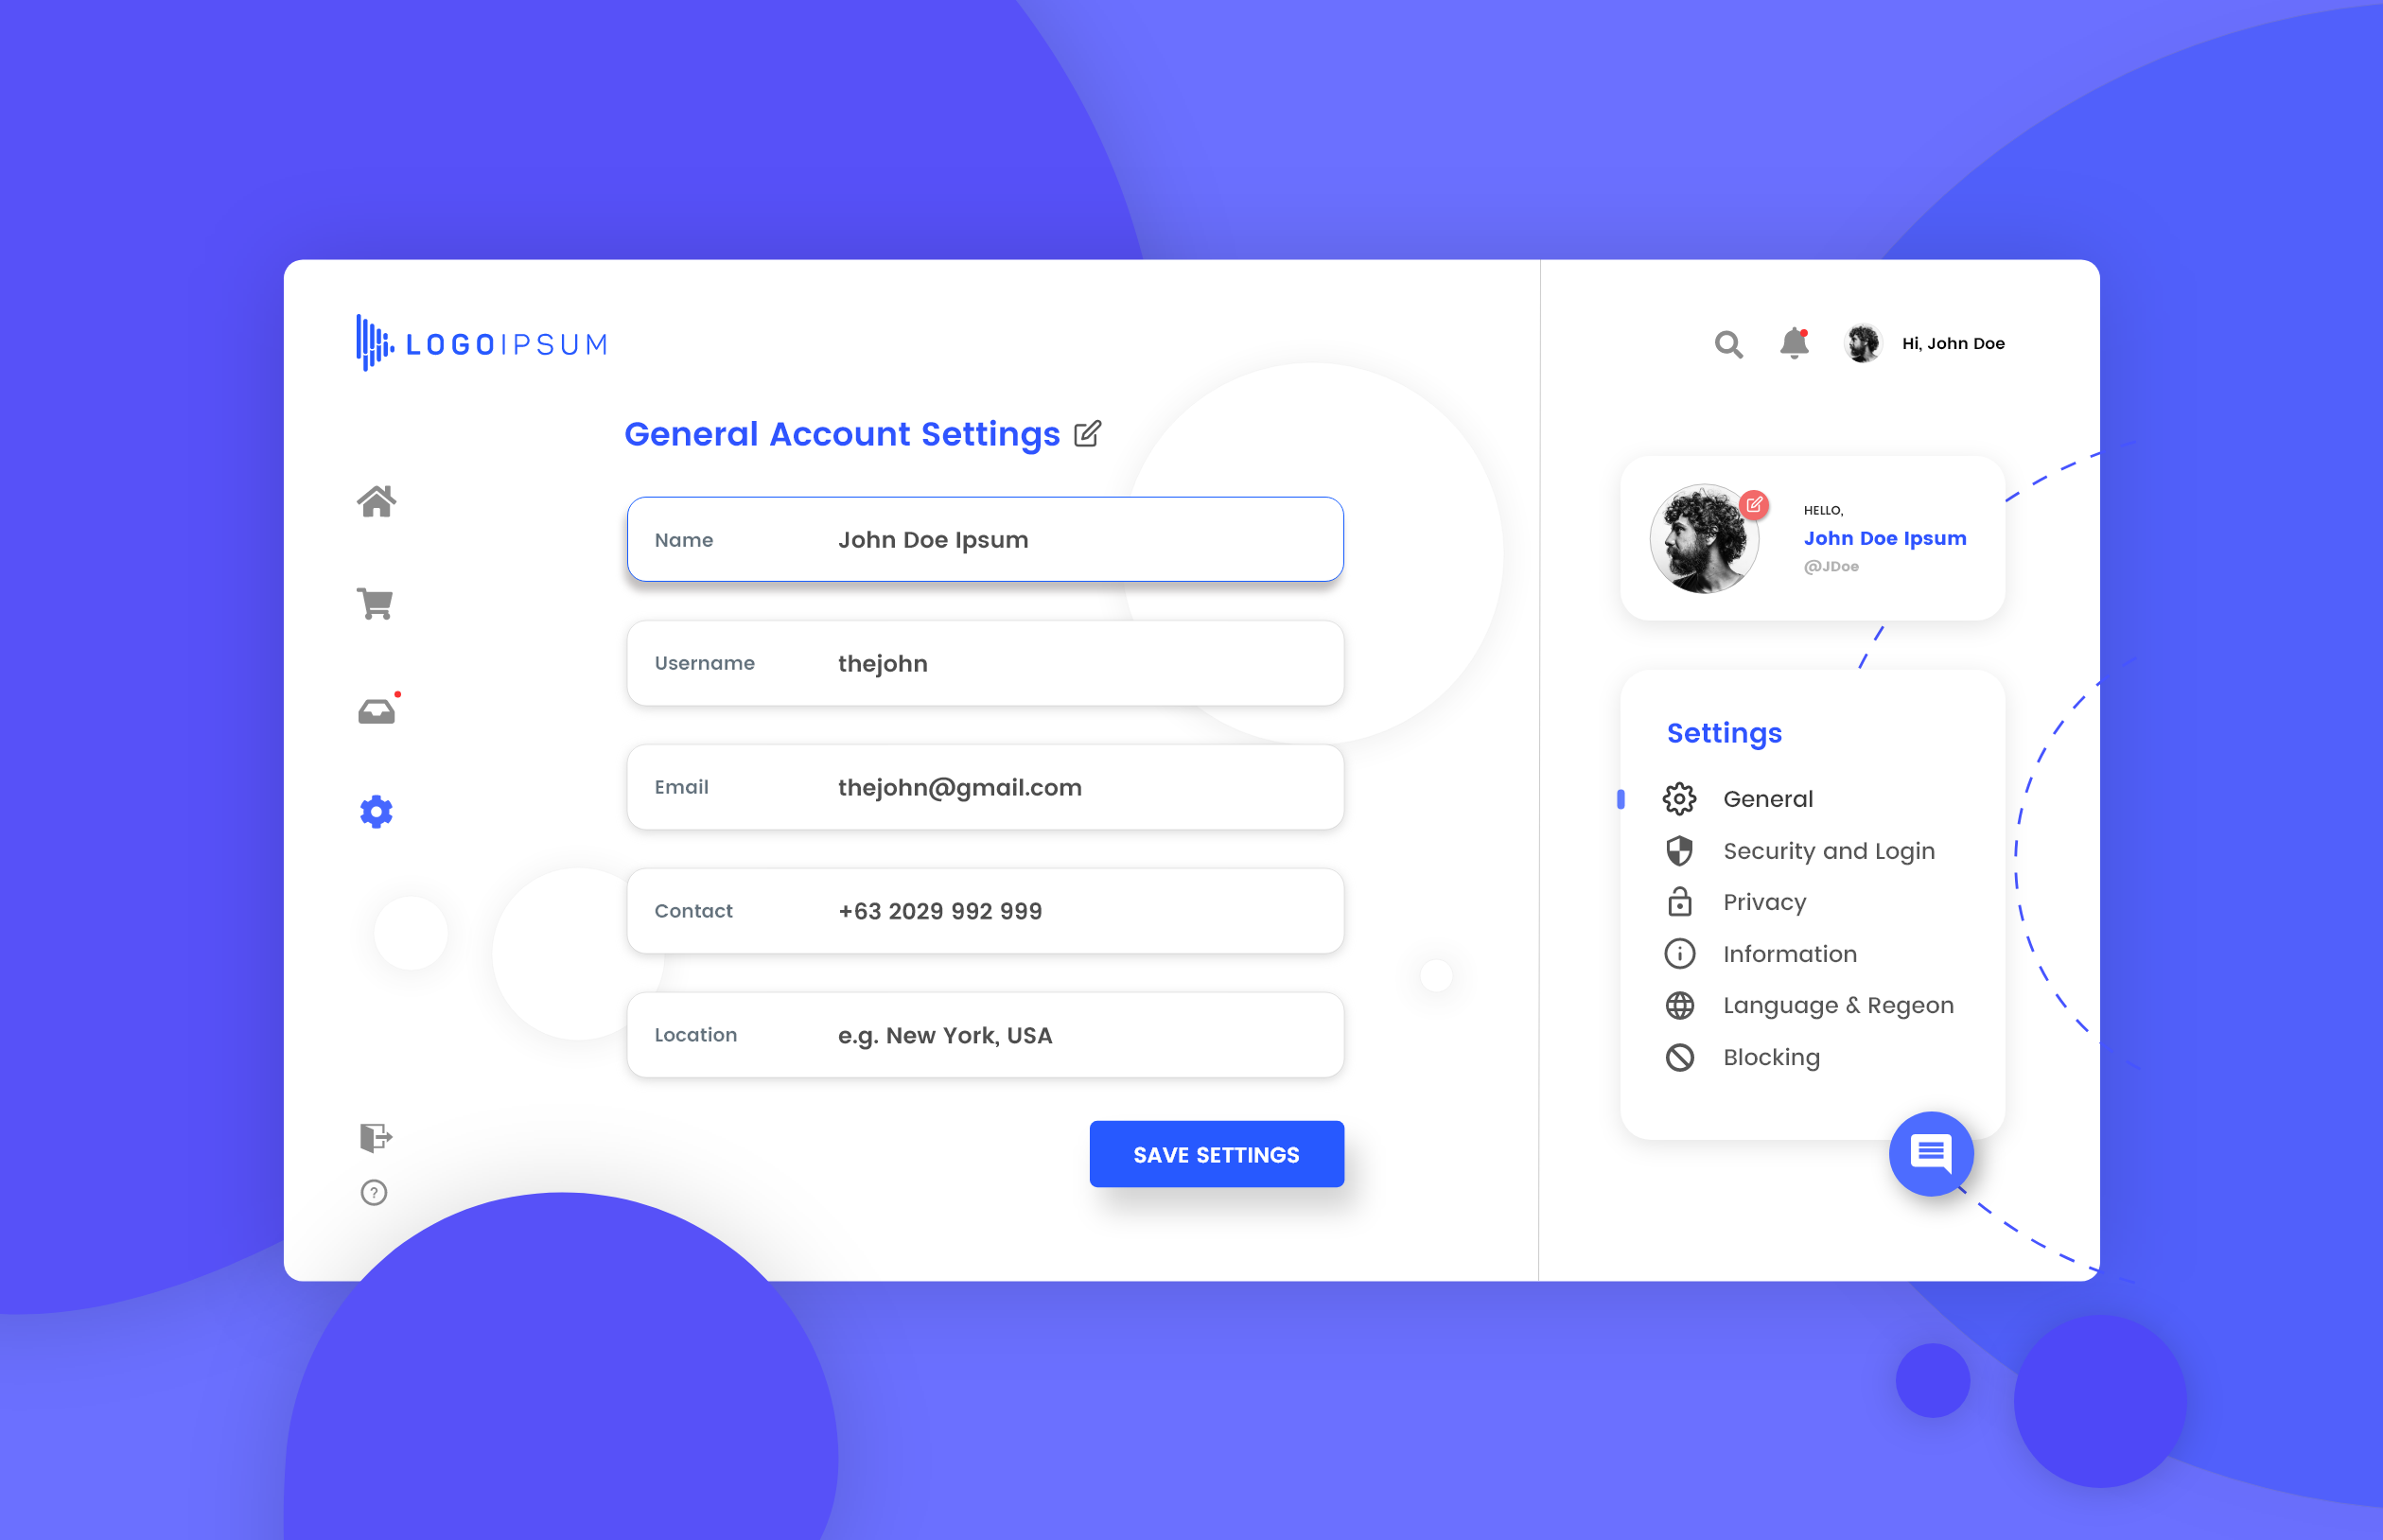 LOGOIPSUM
Hi, John Doe
General Account Settings
Name John Doe Ipsum
Username thejohn
Email thejohn@gmail.com
Contact +63 2029 992 999
Location e.g. New York, USA
SAVE SETTINGS
HELLO,
John Doe Ipsum
@JDoe
Settings
General
Security and Login
Privacy
Information
Language & Regeon
Blocking